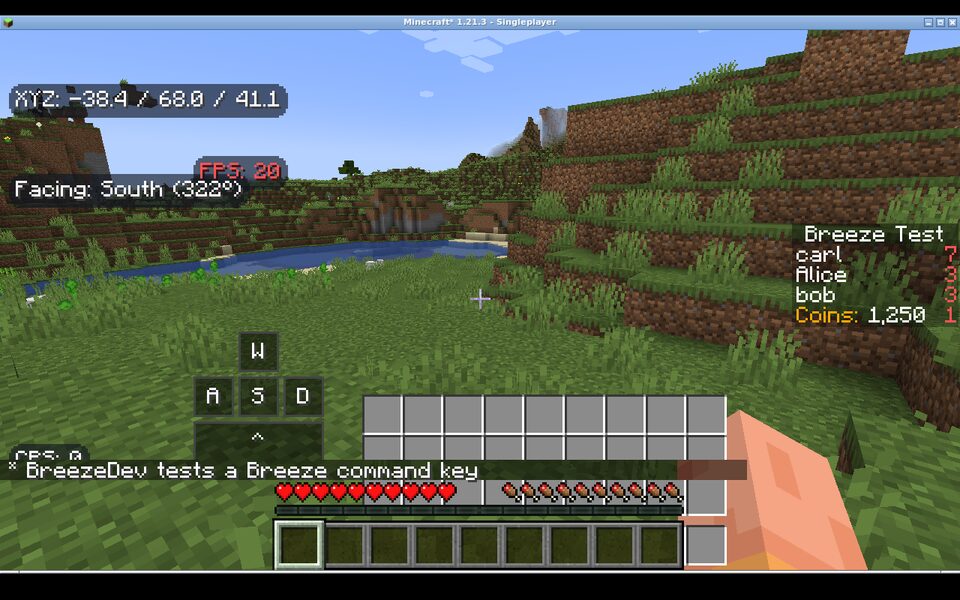 Minecraft* 1.21.3 - Singleplayer
XYZ: -38.4 / 68.0 / 41.1
FPS: 20
Facing: South (322°)
Breeze Test
carl 7
Alice 3
bob 3
Coins: 1,250 1
W
A S D
^
CPS: 0
* BreezeDev tests a Breeze command key